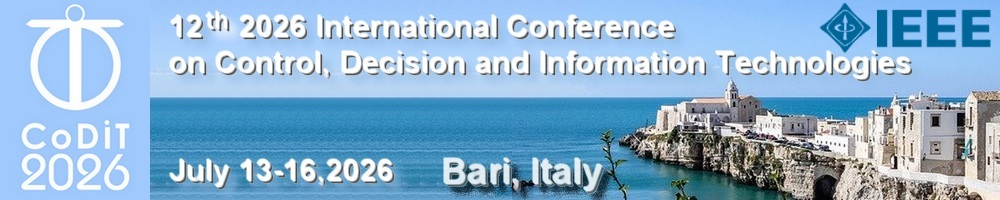 12th 2026 International Conference
on Control, Decision and Information Technologies
IEEE
CoDiT
2026
July 13-16,2026
Bari, Italy